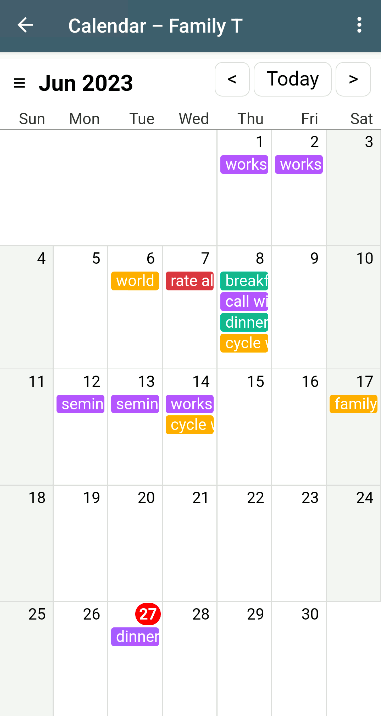 Calendar – Family T
≡ Jun 2023 < Today >
Sun Mon Tue Wed Thu Fri Sat
1 2 3
works works
4 5 6 7 8 9 10
world rate al breakf
call wi
dinner
cycle w
11 12 13 14 15 16 17
semin semin works family
cycle w
18 19 20 21 22 23 24
25 26 27 28 29 30
dinner